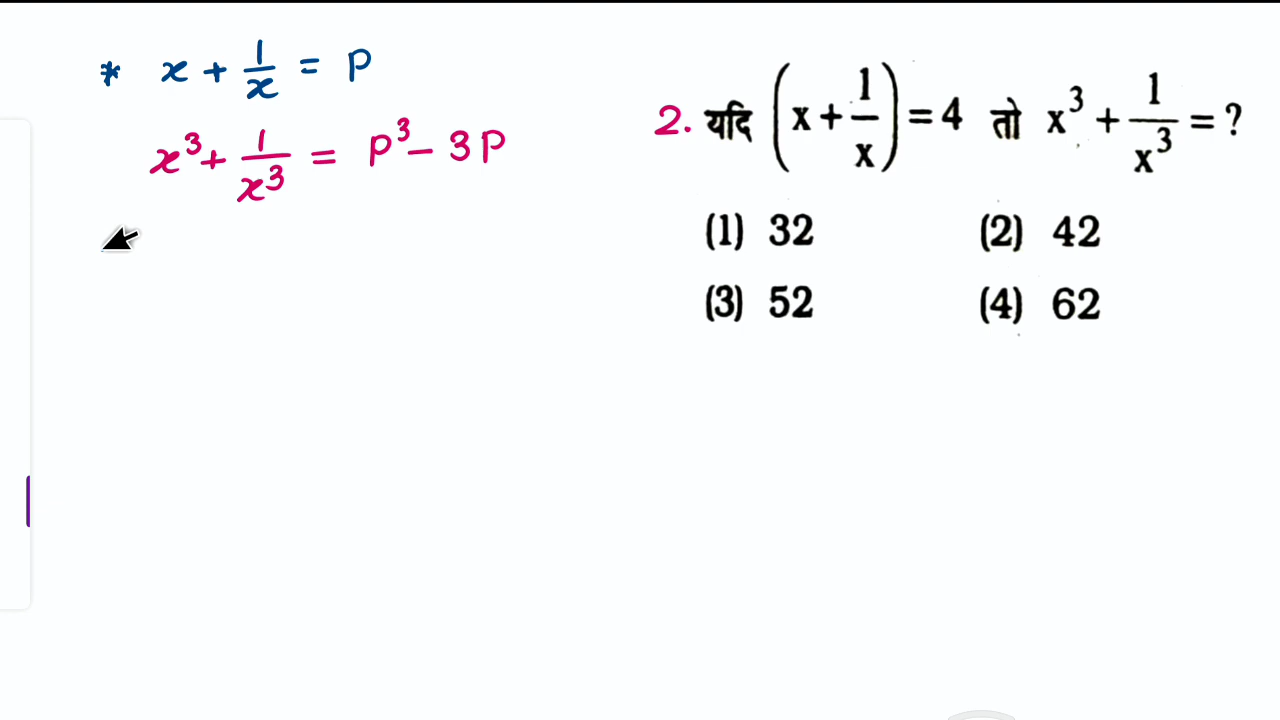 * x + 1/x = P
x³ + 1/x³ = P³ - 3P
2. यदि (x + 1/x) = 4 तो x³ + 1/x³ = ?
(1) 32 (2) 42
(3) 52 (4) 62